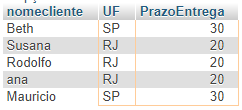 nomecliente UF PrazoEntrega
Beth SP 30
Susana RJ 20
Rodolfo RJ 20
ana RJ 20
Mauricio SP 30